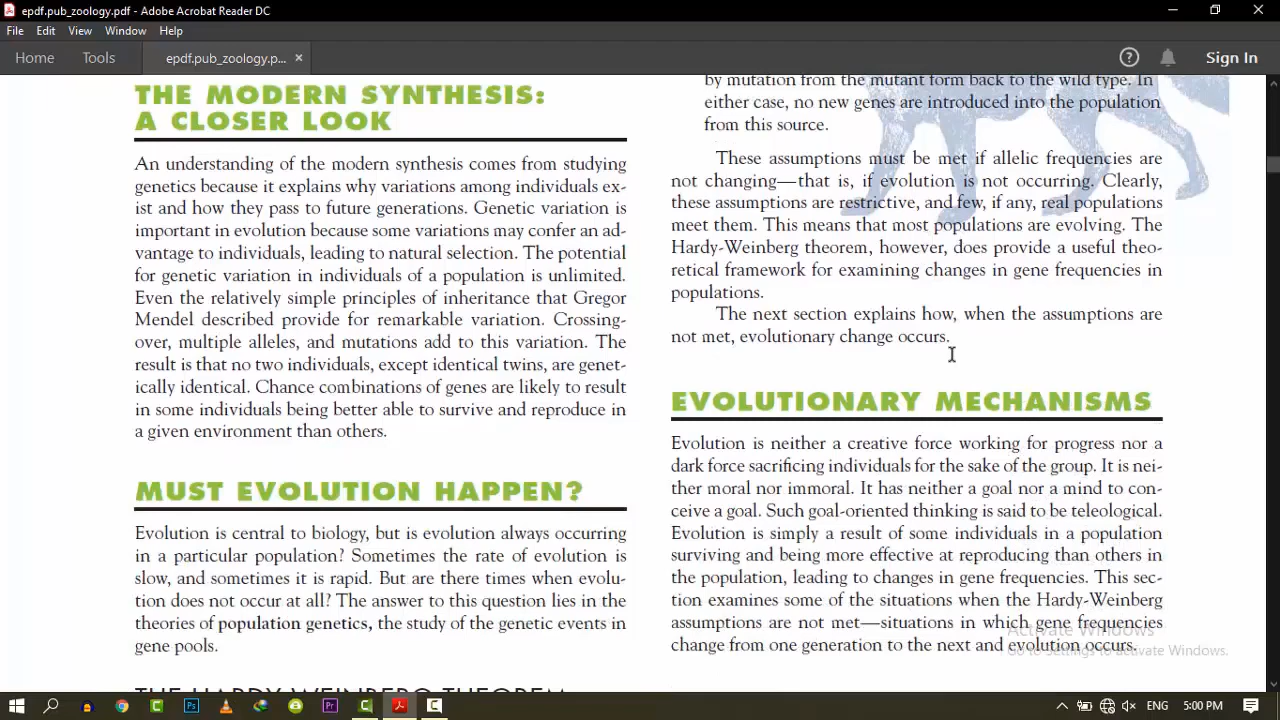 epdf.pub_zoology.pdf - Adobe Acrobat Reader DC
File Edit View Window Help
Home Tools epdf.pub_zoology.p... × Sign In
THE MODERN SYNTHESIS:
A CLOSER LOOK
An understanding of the modern synthesis comes from studying
genetics because it explains why variations among individuals ex-
ist and how they pass to future generations. Genetic variation is
important in evolution because some variations may confer an ad-
vantage to individuals, leading to natural selection. The potential
for genetic variation in individuals of a population is unlimited.
Even the relatively simple principles of inheritance that Gregor
Mendel described provide for remarkable variation. Crossing-
over, multiple alleles, and mutations add to this variation. The
result is that no two individuals, except identical twins, are genet-
ically identical. Chance combinations of genes are likely to result
in some individuals being better able to survive and reproduce in
a given environment than others.
MUST EVOLUTION HAPPEN?
Evolution is central to biology, but is evolution always occurring
in a particular population? Sometimes the rate of evolution is
slow, and sometimes it is rapid. But are there times when evolu-
tion does not occur at all? The answer to this question lies in the
theories of population genetics, the study of the genetic events in
gene pools.
THE HARDY-WEINBERG THEOREM
by mutation from the mutant form back to the wild type. In
either case, no new genes are introduced into the population
from this source.
These assumptions must be met if allelic frequencies are
not changing—that is, if evolution is not occurring. Clearly,
these assumptions are restrictive, and few, if any, real populations
meet them. This means that most populations are evolving. The
Hardy-Weinberg theorem, however, does provide a useful theo-
retical framework for examining changes in gene frequencies in
populations.
The next section explains how, when the assumptions are
not met, evolutionary change occurs.
EVOLUTIONARY MECHANISMS
Evolution is neither a creative force working for progress nor a
dark force sacrificing individuals for the sake of the group. It is nei-
ther moral nor immoral. It has neither a goal nor a mind to con-
ceive a goal. Such goal-oriented thinking is said to be teleological.
Evolution is simply a result of some individuals in a population
surviving and being more effective at reproducing than others in
the population, leading to changes in gene frequencies. This sec-
tion examines some of the situations when the Hardy-Weinberg
assumptions are not met—situations in which gene frequencies
change from one generation to the next and evolution occurs.
Activate Windows
Go to Settings to activate Windows.
ENG 5:00 PM